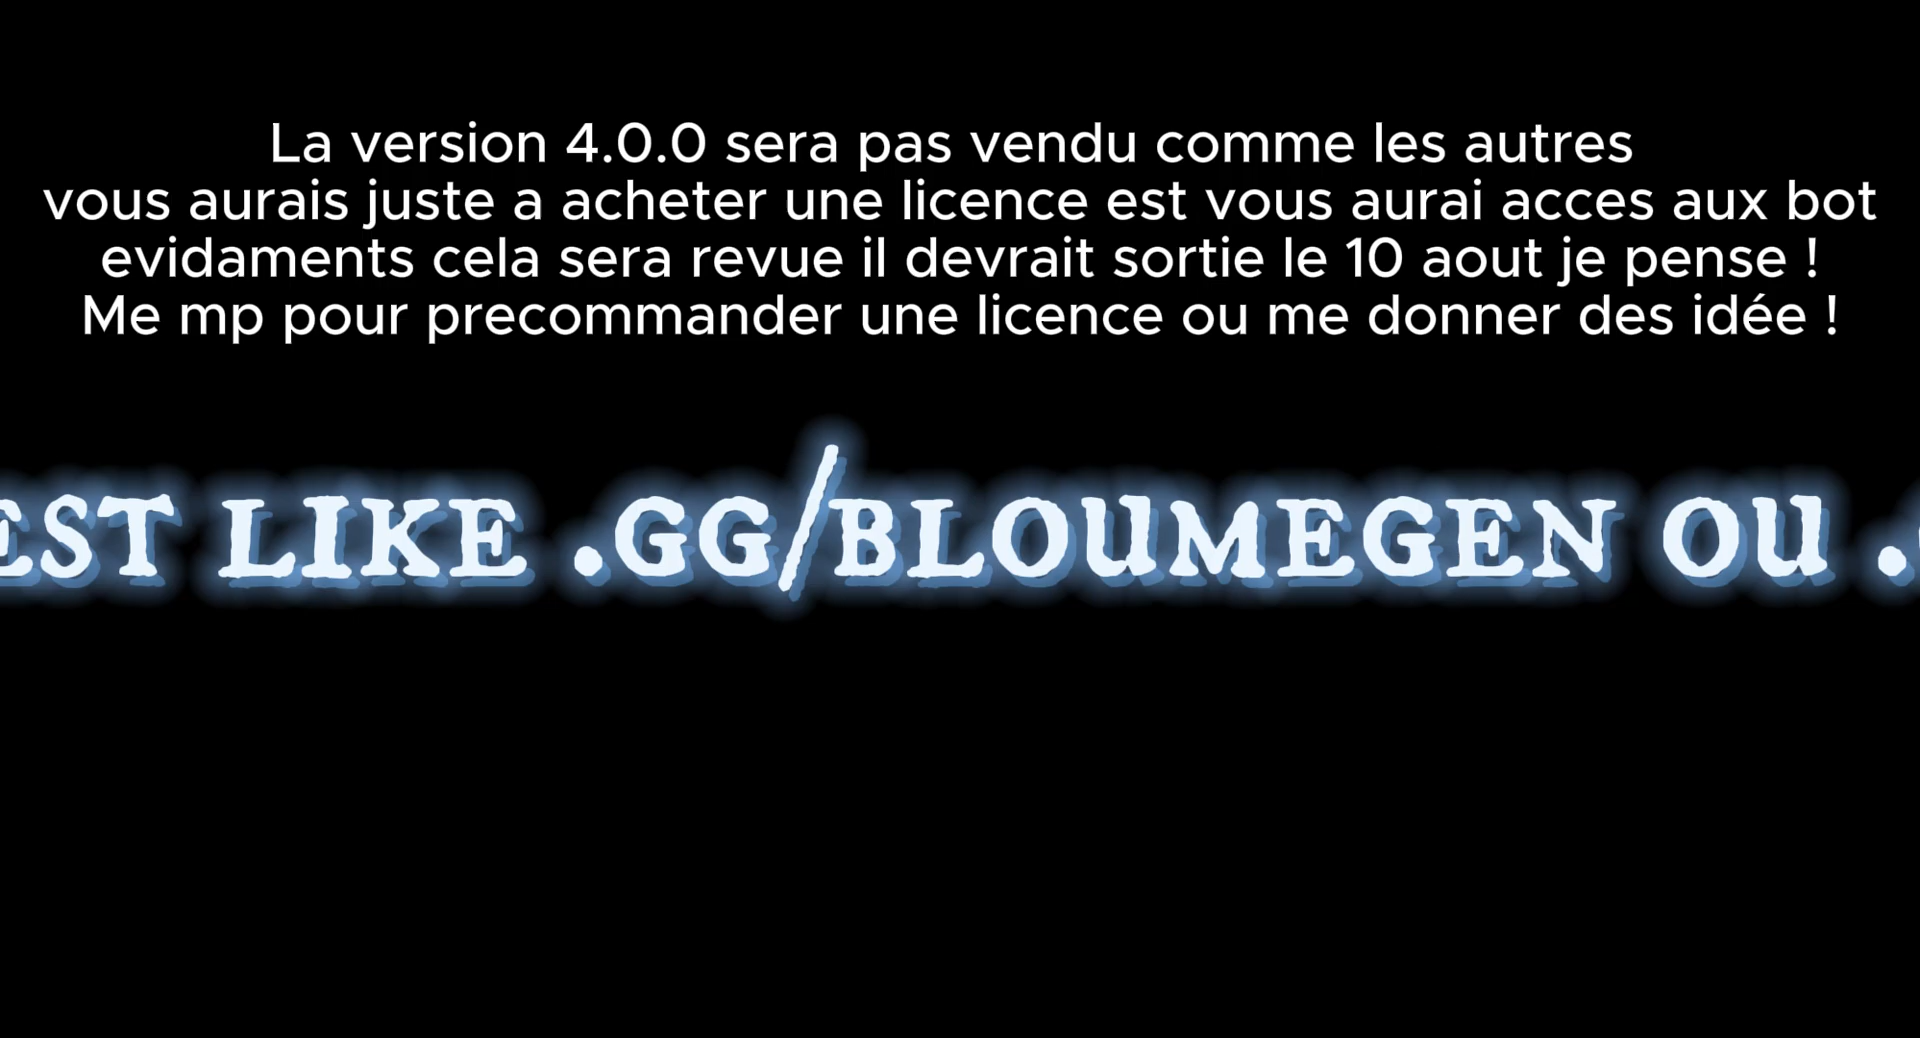 La version 4.0.0 sera pas vendu comme les autres
vous aurais juste a acheter une licence est vous aurai acces aux bot
evidaments cela sera revue il devrait sortie le 10 aout je pense !
Me mp pour precommander une licence ou me donner des idée !
EST LIKE .GG/BLOUMEGEN OU .